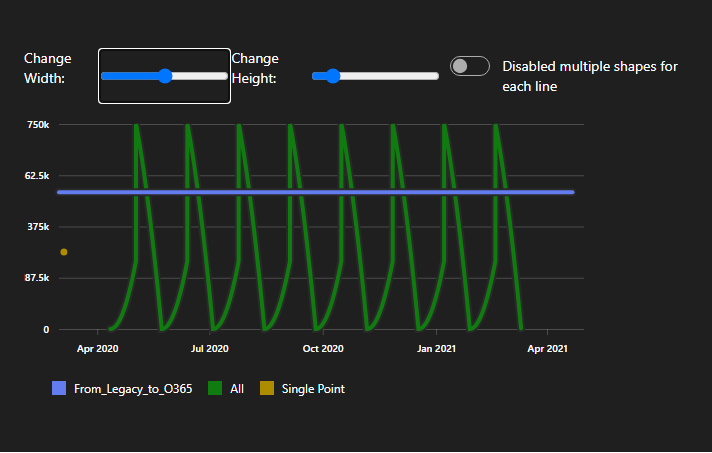 Change
Width:
Change
Height:
Disabled multiple shapes for
each line
750k
62.5k
375k
87.5k
0
Apr 2020
Jul 2020
Oct 2020
Jan 2021
Apr 2021
From_Legacy_to_O365
All
Single Point